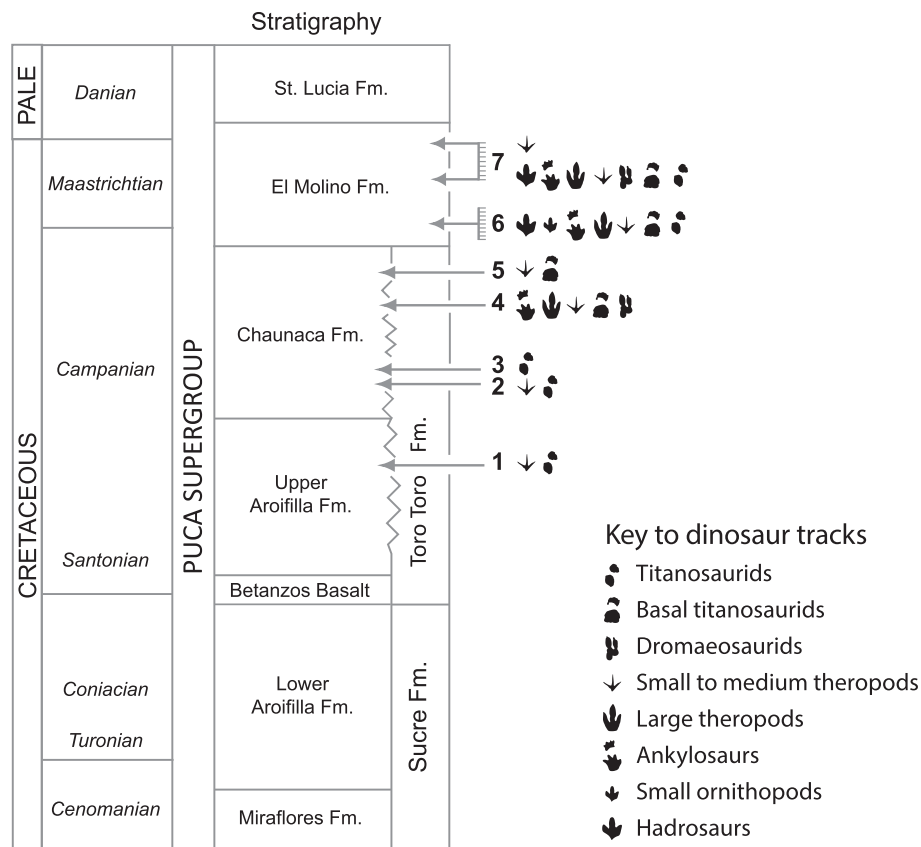 Stratigraphy
PALE
CRETACEOUS
Danian
Maastrichtian
Campanian
Santonian
Coniacian
Turonian
Cenomanian
PUCA SUPERGROUP
St. Lucia Fm.
El Molino Fm.
Chaunaca Fm.
Upper
Aroifilla Fm.
Betanzos Basalt
Lower
Aroifilla Fm.
Miraflores Fm.
Toro Toro Fm.
Sucre Fm.
7
6
5
4
3
2
1
Key to dinosaur tracks
Titanosaurids
Basal titanosaurids
Dromaeosaurids
Small to medium theropods
Large theropods
Ankylosaurs
Small ornithopods
Hadrosaurs